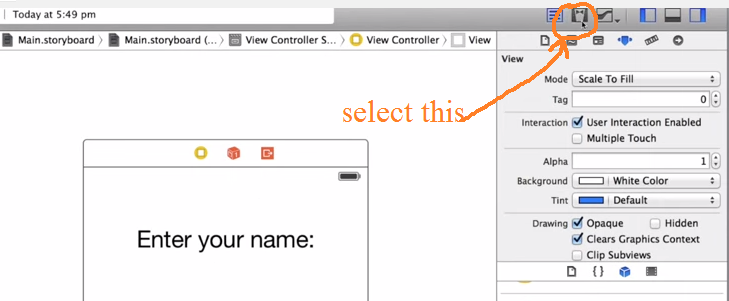 Today at 5:49 pm
Main.storyboard Main.storyboard (... View Controller S... View Controller View
View
Mode Scale To Fill
Tag 0
select this
Interaction User Interaction Enabled
Multiple Touch
Alpha 1
Background White Color
Tint Default
Enter your name:
Drawing Opaque Hidden
Clears Graphics Context
Clip Subviews
{ }